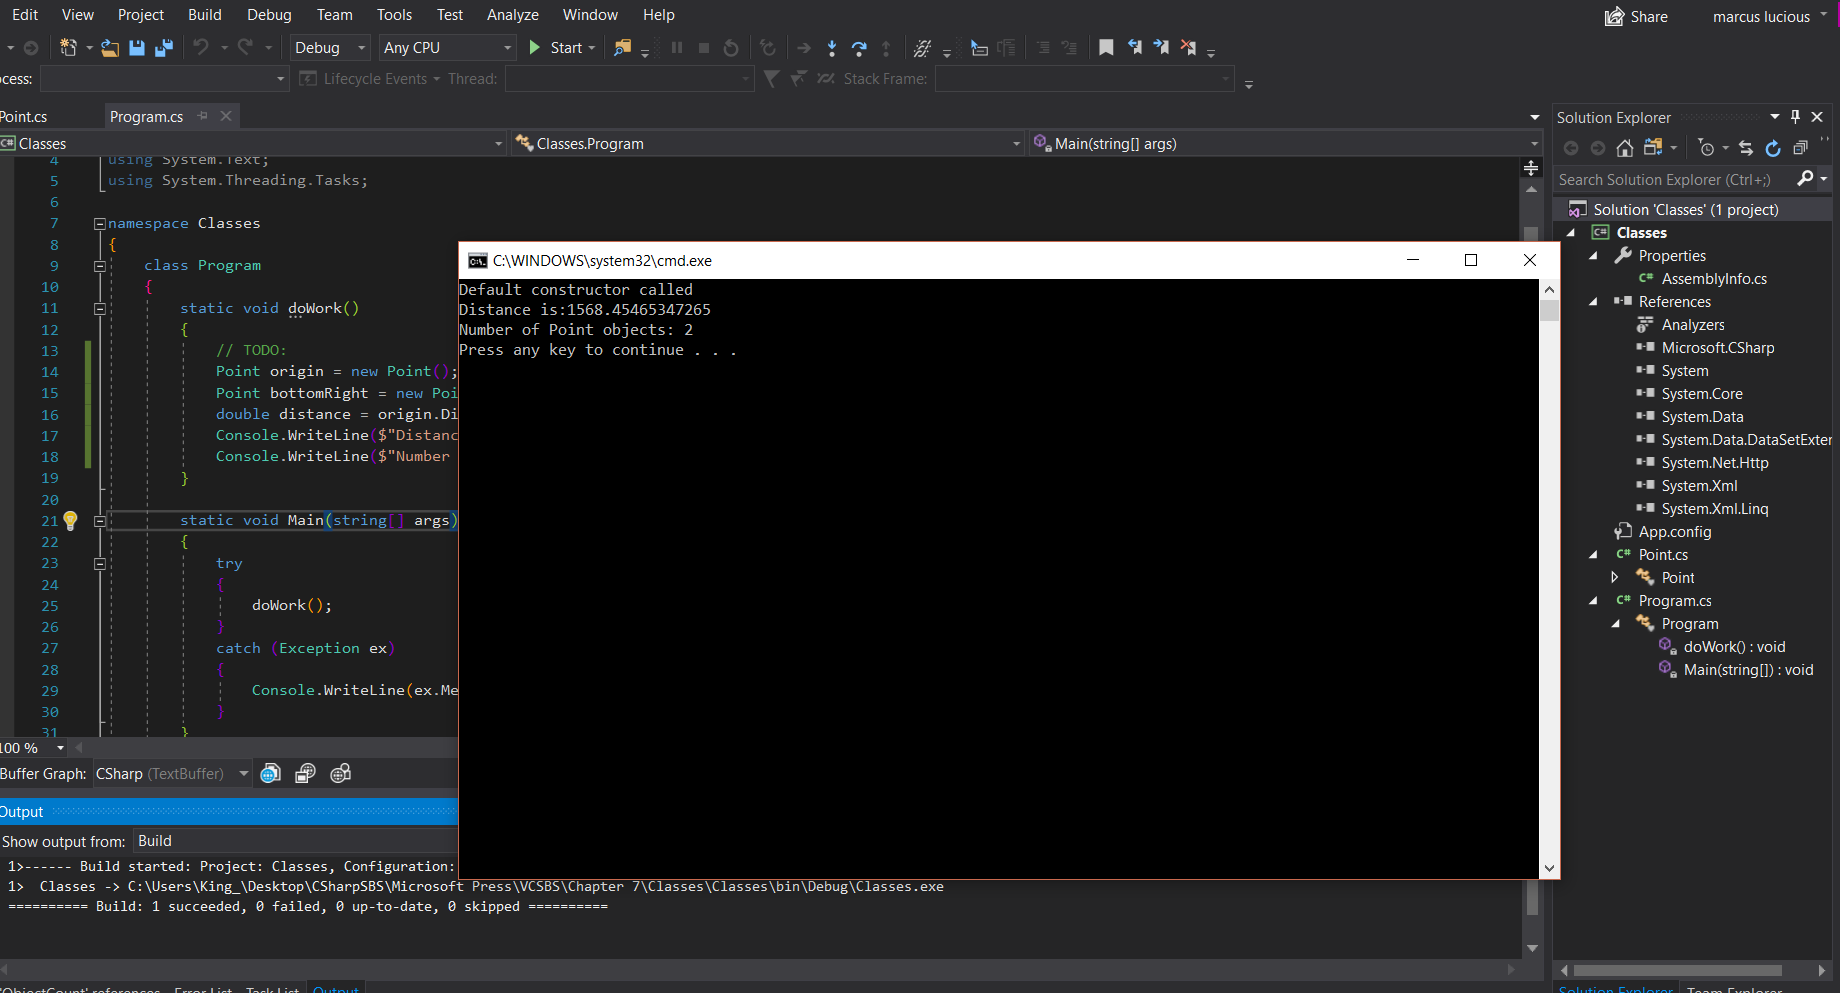 Edit View Project Build Debug Team Tools Test Analyze Window Help
Share marcus lucious
Debug Any CPU Start
cess: Lifecycle Events Thread: Stack Frame:
Point.cs Program.cs
Classes Classes.Program Main(string[] args)
4 using System.Text;
5 using System.Threading.Tasks;
6
7 namespace Classes
8 {
9 class Program
10 {
11 static void doWork()
12 {
13 // TODO:
14 Point origin = new Point();
15 Point bottomRight = new Poi
16 double distance = origin.Di
17 Console.WriteLine($"Distanc
18 Console.WriteLine($"Number
19 }
20
21 static void Main(string[] args)
22 {
23 try
24 {
25 doWork();
26 }
27 catch (Exception ex)
28 {
29 Console.WriteLine(ex.Me
30 }
31 }
C:\WINDOWS\system32\cmd.exe
Default constructor called
Distance is:1568.45465347265
Number of Point objects: 2
Press any key to continue . . .
100 %
Buffer Graph: CSharp (TextBuffer)
Output
Show output from: Build
1>------ Build started: Project: Classes, Configuration:
1> Classes -> C:\Users\King_\Desktop\CSharpSBS\Microsoft Press\VCSBS\Chapter 7\Classes\Classes\bin\Debug\Classes.exe
========== Build: 1 succeeded, 0 failed, 0 up-to-date, 0 skipped ==========
'ObjectCount' references Error List Task List Output
Solution Explorer
Search Solution Explorer (Ctrl+;)
Solution 'Classes' (1 project)
C# Classes
Properties
C# AssemblyInfo.cs
References
Analyzers
Microsoft.CSharp
System
System.Core
System.Data
System.Data.DataSetExter
System.Net.Http
System.Xml
System.Xml.Linq
App.config
C# Point.cs
Point
C# Program.cs
Program
doWork() : void
Main(string[]) : void
Solution Explorer Team Explorer